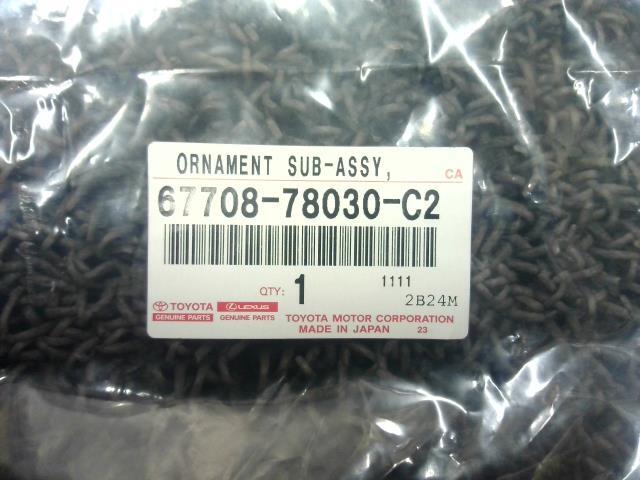 ORNAMENT SUB-ASSY,
CA
67708-78030-C2
QTY: 1
1111
2B24M
TOYOTA LEXUS
GENUINE PARTS GENUINE PARTS
TOYOTA MOTOR CORPORATION
MADE IN JAPAN 23